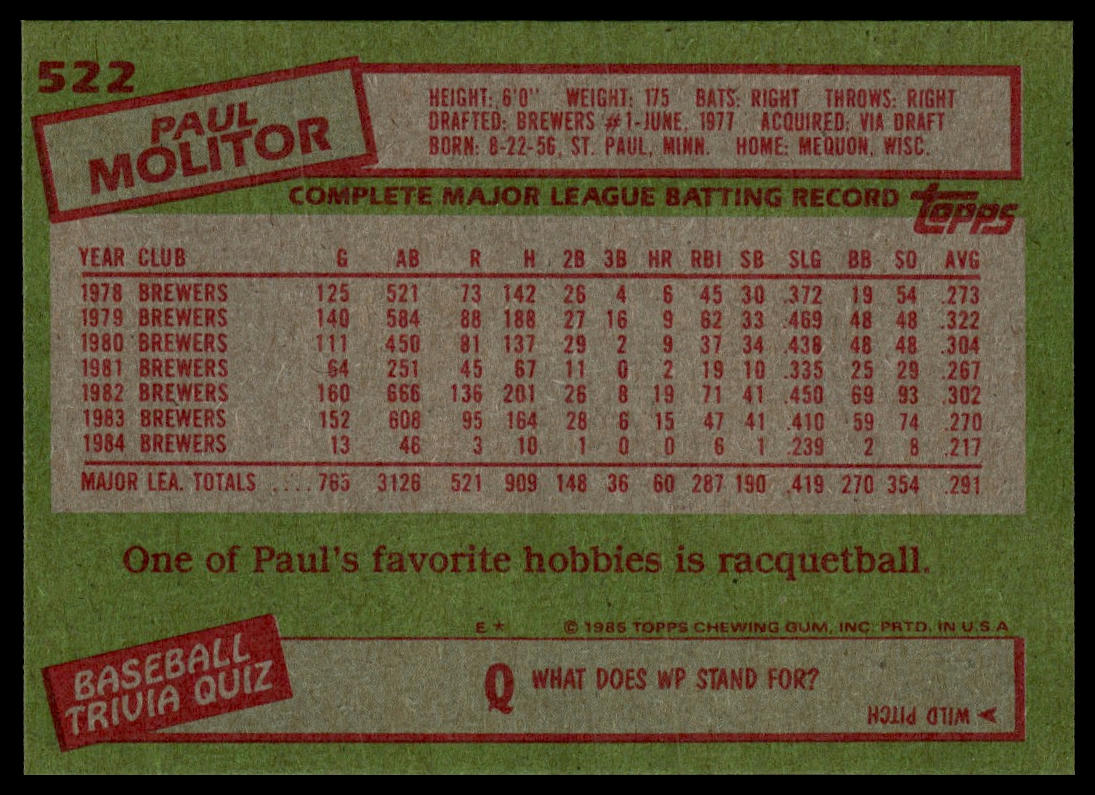 522
PAUL
MOLITOR
HEIGHT: 6'0" WEIGHT: 175 BATS: RIGHT THROWS: RIGHT
DRAFTED: BREWERS #1-JUNE, 1977 ACQUIRED: VIA DRAFT
BORN: 8-22-56, ST. PAUL, MINN. HOME: MEQUON, WISC.
COMPLETE MAJOR LEAGUE BATTING RECORD topps
YEAR CLUB G AB R H 2B 3B HR RBI SB SLG BB SO AVG
1978 BREWERS 125 521 73 142 26 4 6 45 30 .372 19 54 .273
1979 BREWERS 140 584 88 188 27 16 9 62 33 .469 48 48 .322
1980 BREWERS 111 450 81 137 29 2 9 37 34 .438 48 48 .304
1981 BREWERS 64 251 45 67 11 0 2 19 10 .335 25 29 .267
1982 BREWERS 160 666 136 201 26 8 19 71 41 .450 69 93 .302
1983 BREWERS 152 608 95 164 28 6 15 47 41 .410 59 74 .270
1984 BREWERS 13 46 3 10 1 0 0 6 1 .239 2 8 .217
MAJOR LEA. TOTALS .... 765 3126 521 909 148 36 60 287 190 .419 270 354 .291
One of Paul's favorite hobbies is racquetball.
E* © 1985 TOPPS CHEWING GUM, INC. PRTD. IN U.S.A
BASEBALL
TRIVIA QUIZ
Q WHAT DOES WP STAND FOR?
WILD PITCH